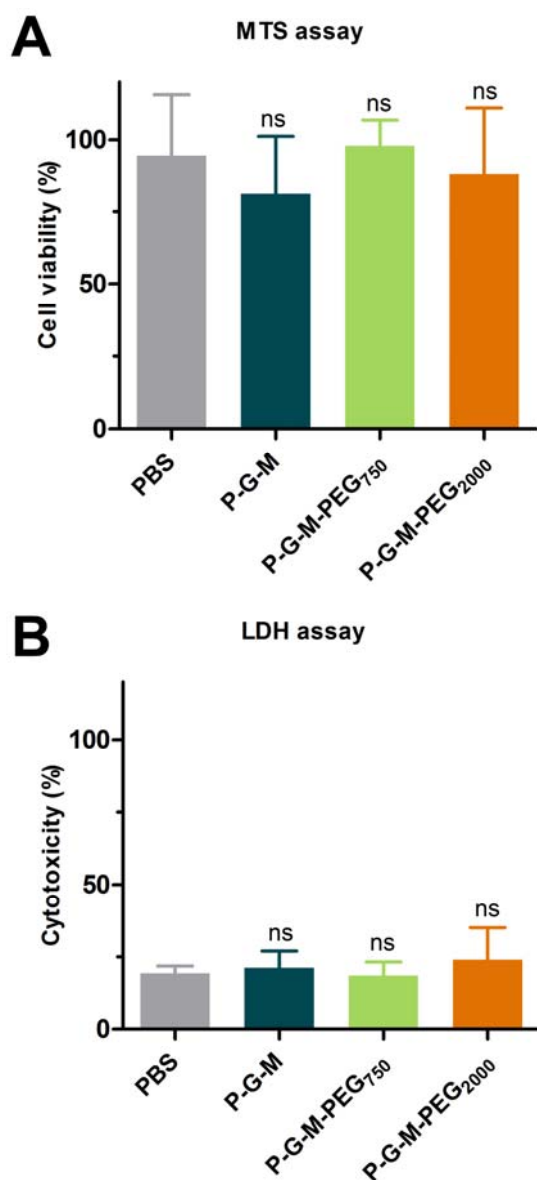 A
MTS assay
Cell viability (%)
100
50
0
ns
ns
ns
PBS
P-G-M
P-G-M-PEG750
P-G-M-PEG2000
B
LDH assay
Cytotoxicity (%)
100
50
0
ns
ns
ns
PBS
P-G-M
P-G-M-PEG750
P-G-M-PEG2000